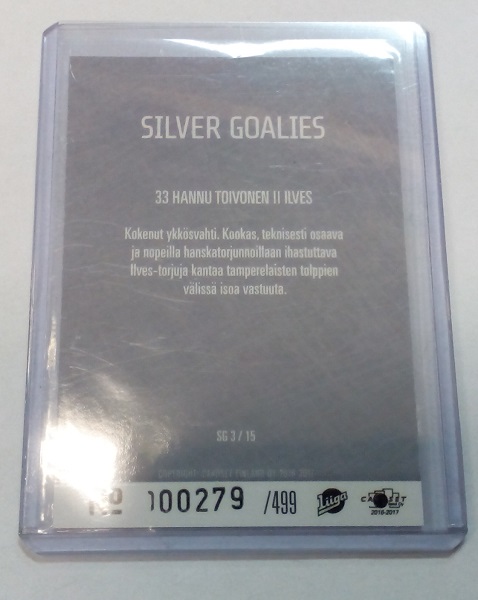 SILVER GOALIES
33 HANNU TOIVONEN II ILVES
Kokenut ykkösvahti. Kookas, teknisesti osaava
ja nopeilla hanskatorjunnoillaan ihastuttava
Ilves-torjuja kantaa tamperelaisten tolppien
välissä isoa vastuuta.
SG 3 / 15
000279 /499 Liiga
2016-2017